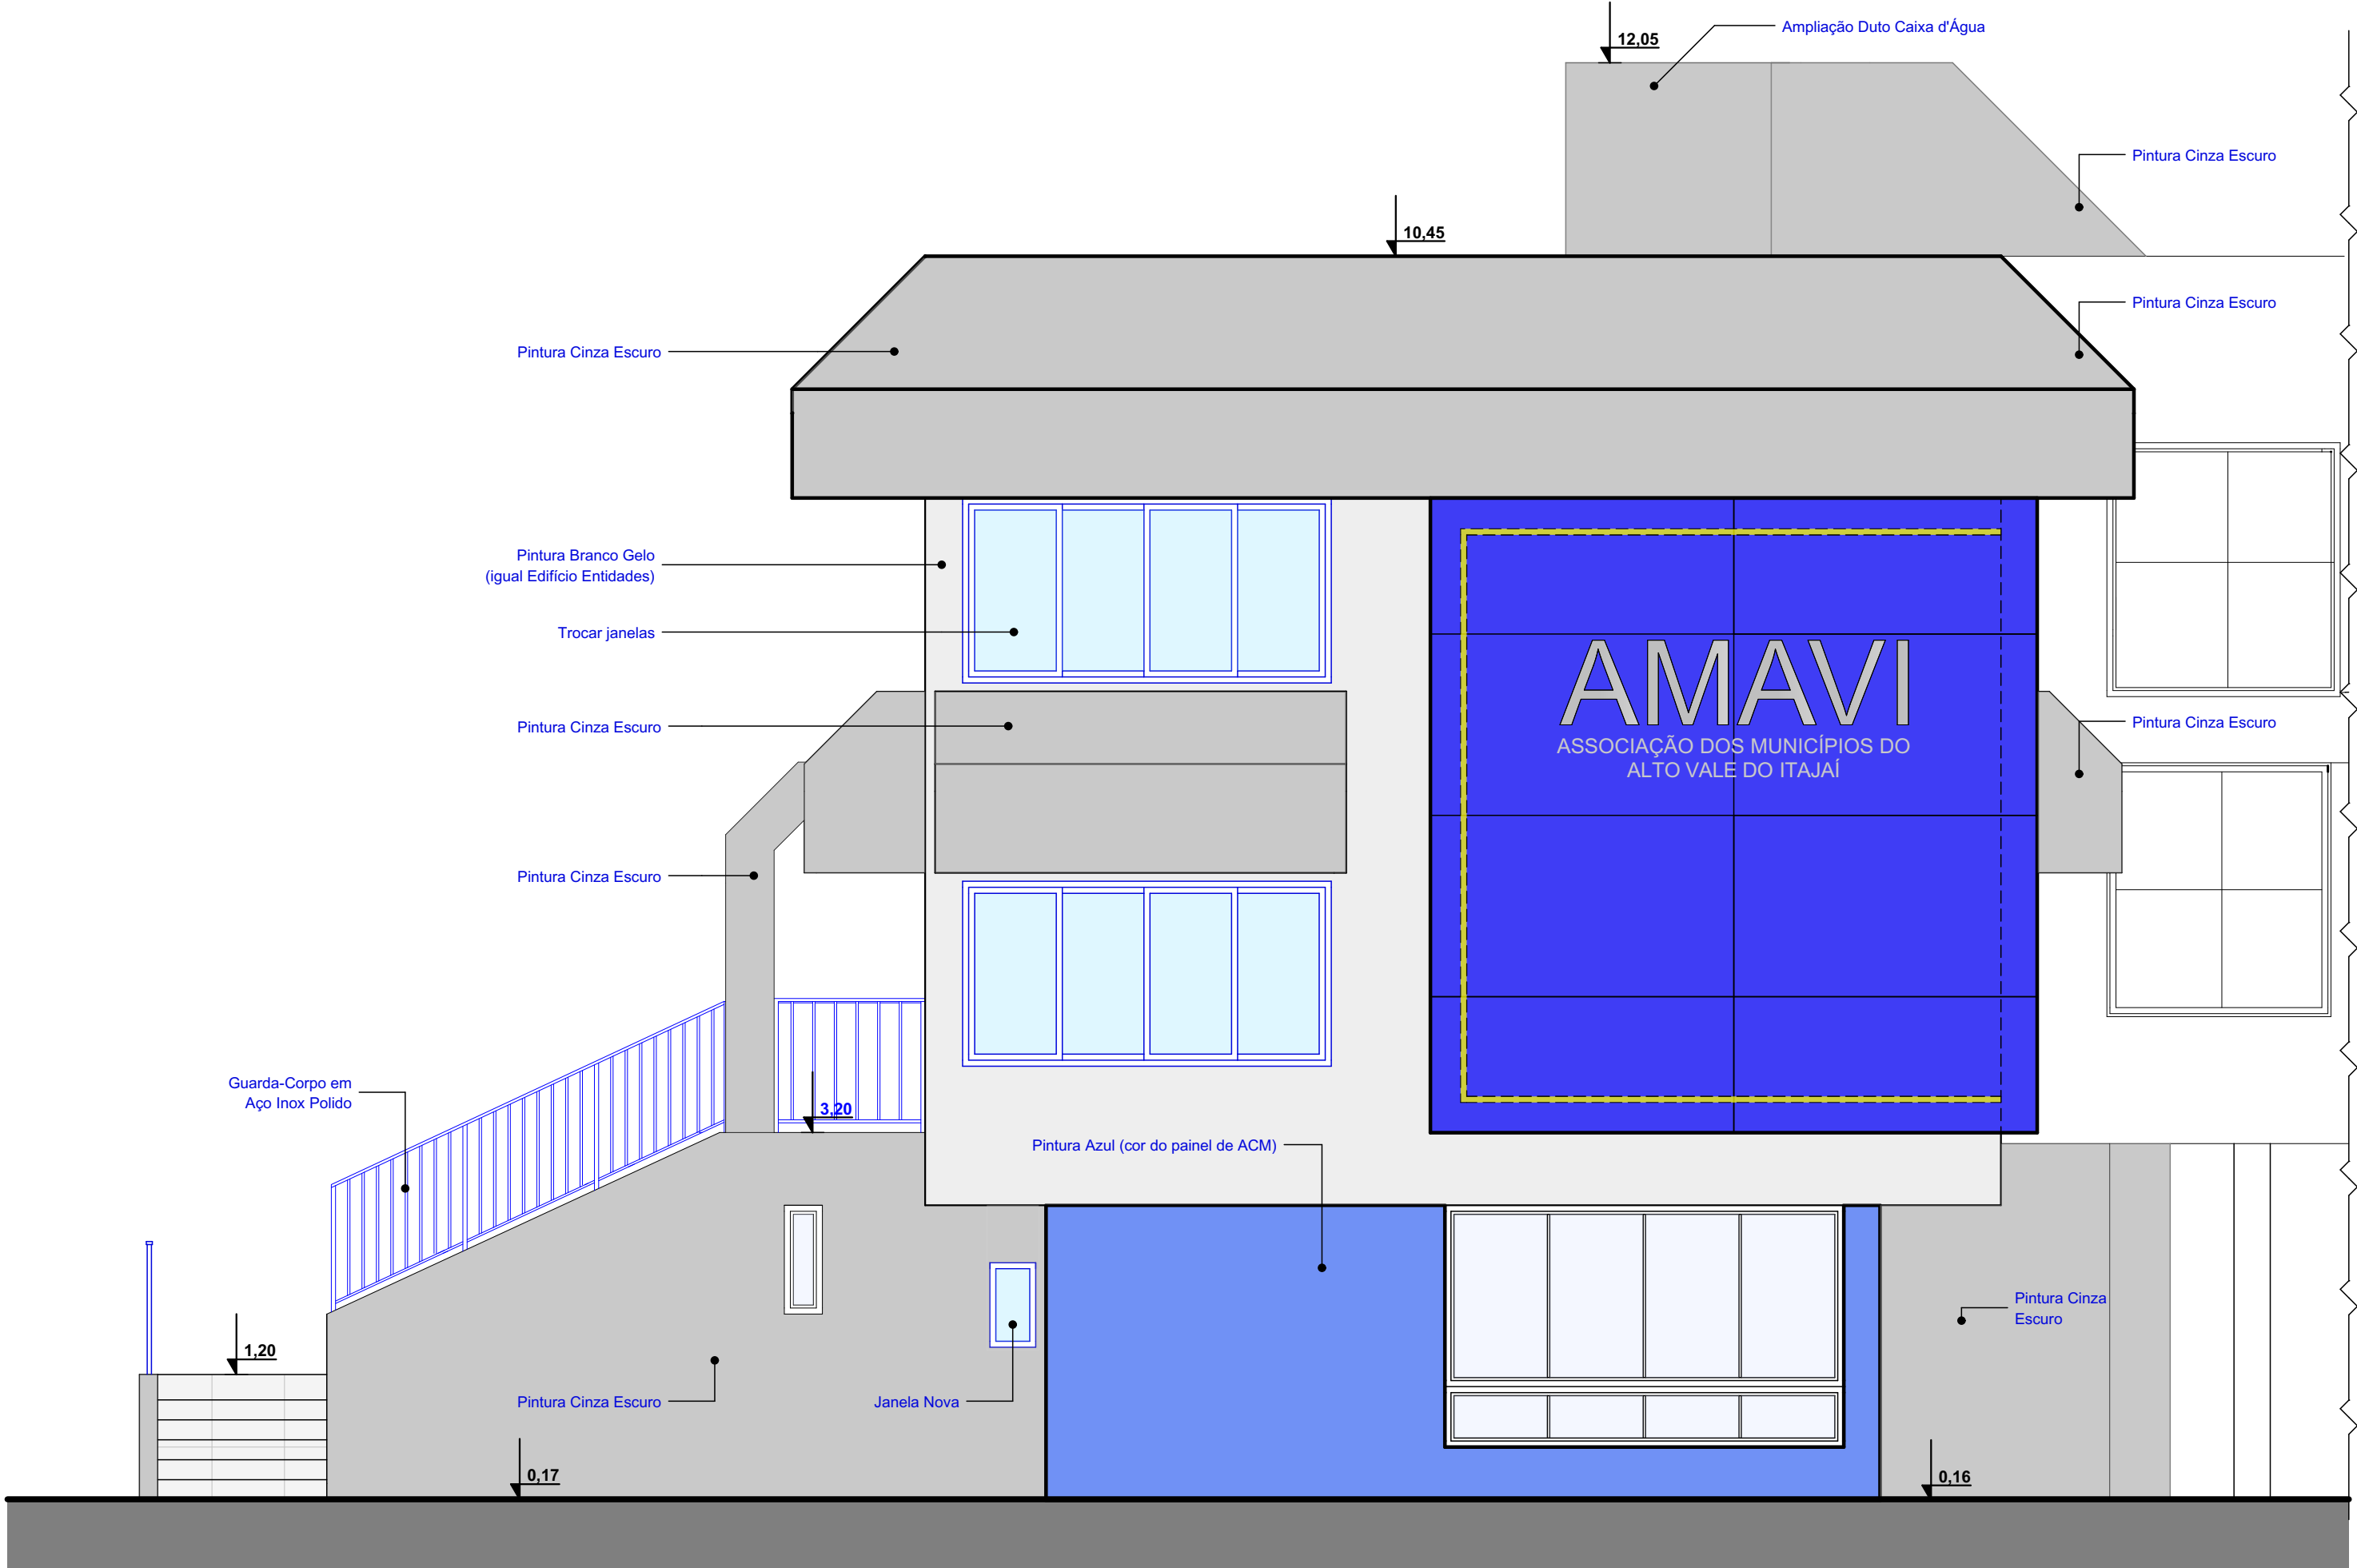 Ampliação Duto Caixa d'Água
12,05
Pintura Cinza Escuro
10,45
Pintura Cinza Escuro
Pintura Cinza Escuro
Pintura Branco Gelo
(igual Edifício Entidades)
Trocar janelas
AMAVI
ASSOCIAÇÃO DOS MUNICÍPIOS DO
ALTO VALE DO ITAJAÍ
Pintura Cinza Escuro
Pintura Cinza Escuro
Pintura Cinza Escuro
Guarda-Corpo em
Aço Inox Polido
3,20
Pintura Azul (cor do painel de ACM)
Pintura Cinza
Escuro
1,20
Pintura Cinza Escuro
Janela Nova
0,17
0,16